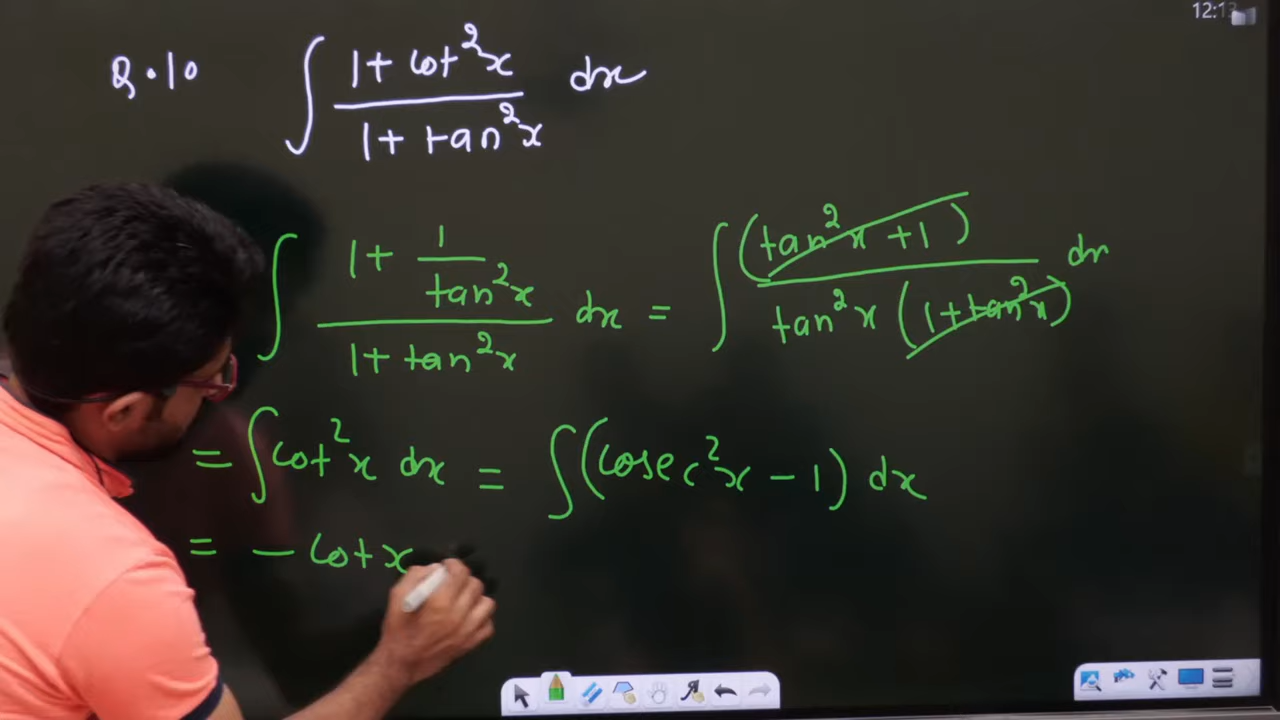 12:13
Q.10 ∫ (1 + cot²x)/(1 + tan²x) dx
∫ (1 + 1/tan²x)/(1 + tan²x) dx = ∫ (tan²x + 1)/(tan²x (1 + tan²x)) dx
= ∫ cot²x dx = ∫ (cosec²x − 1) dx
= − cot x